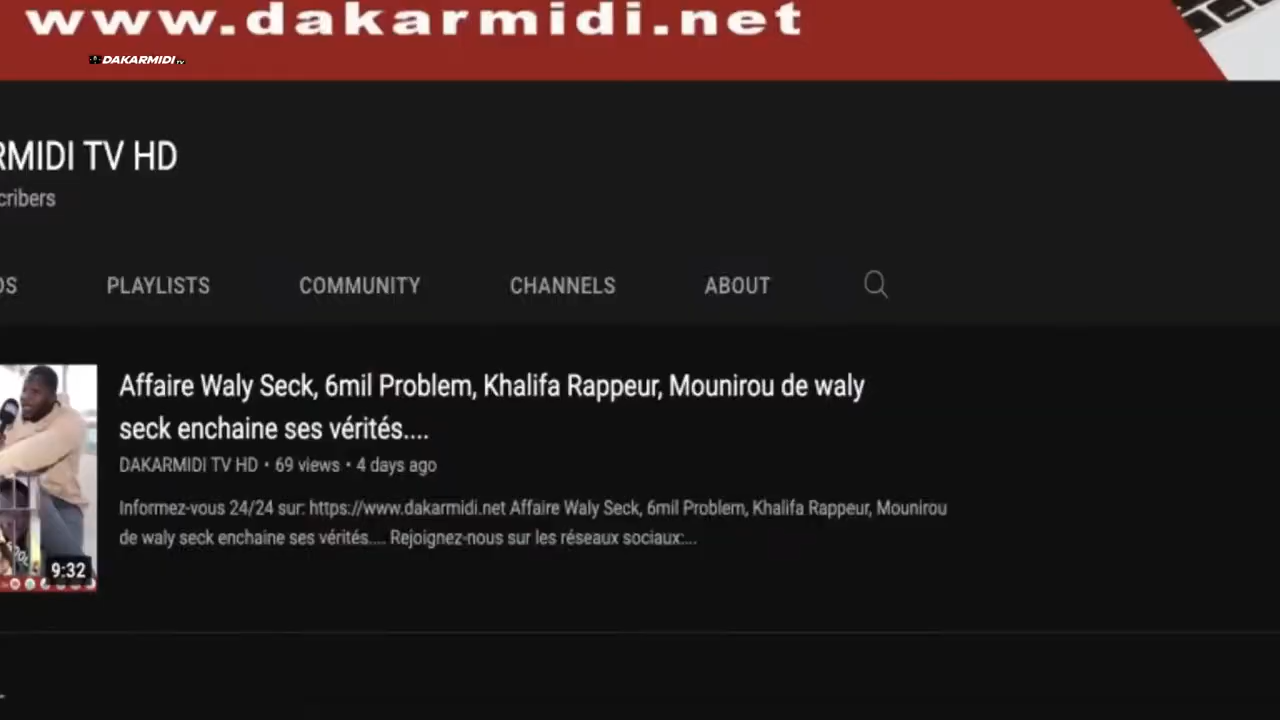 www.dakarmidi.net
DAKARMIDI TV
RMIDI TV HD
cribers
OS PLAYLISTS COMMUNITY CHANNELS ABOUT
Affaire Waly Seck, 6mil Problem, Khalifa Rappeur, Mounirou de waly
seck enchaine ses vérités....
DAKARMIDI TV HD • 69 views • 4 days ago
Informez-vous 24/24 sur: https://www.dakarmidi.net Affaire Waly Seck, 6mil Problem, Khalifa Rappeur, Mounirou
de waly seck enchaine ses vérités.... Rejoignez-nous sur les réseaux sociaux:...
9:32